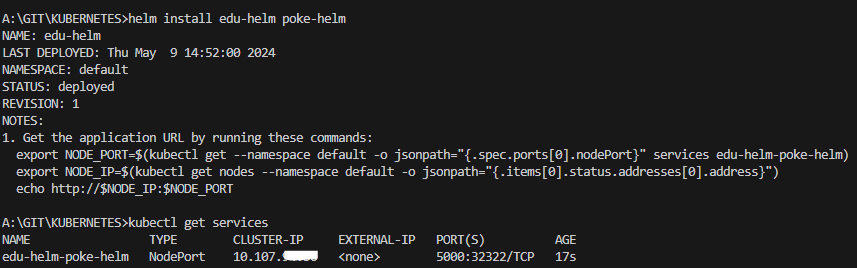 A:\GIT\KUBERNETES>helm install edu-helm poke-helm
NAME: edu-helm
LAST DEPLOYED: Thu May  9 14:52:00 2024
NAMESPACE: default
STATUS: deployed
REVISION: 1
NOTES:
1. Get the application URL by running these commands:
  export NODE_PORT=$(kubectl get --namespace default -o jsonpath="{.spec.ports[0].nodePort}" services edu-helm-poke-helm)
  export NODE_IP=$(kubectl get nodes --namespace default -o jsonpath="{.items[0].status.addresses[0].address}")
  echo http://$NODE_IP:$NODE_PORT
A:\GIT\KUBERNETES>kubectl get services
NAME                 TYPE       CLUSTER-IP     EXTERNAL-IP   PORT(S)          AGE
edu-helm-poke-helm   NodePort   10.107.        <none>        5000:32322/TCP   17s